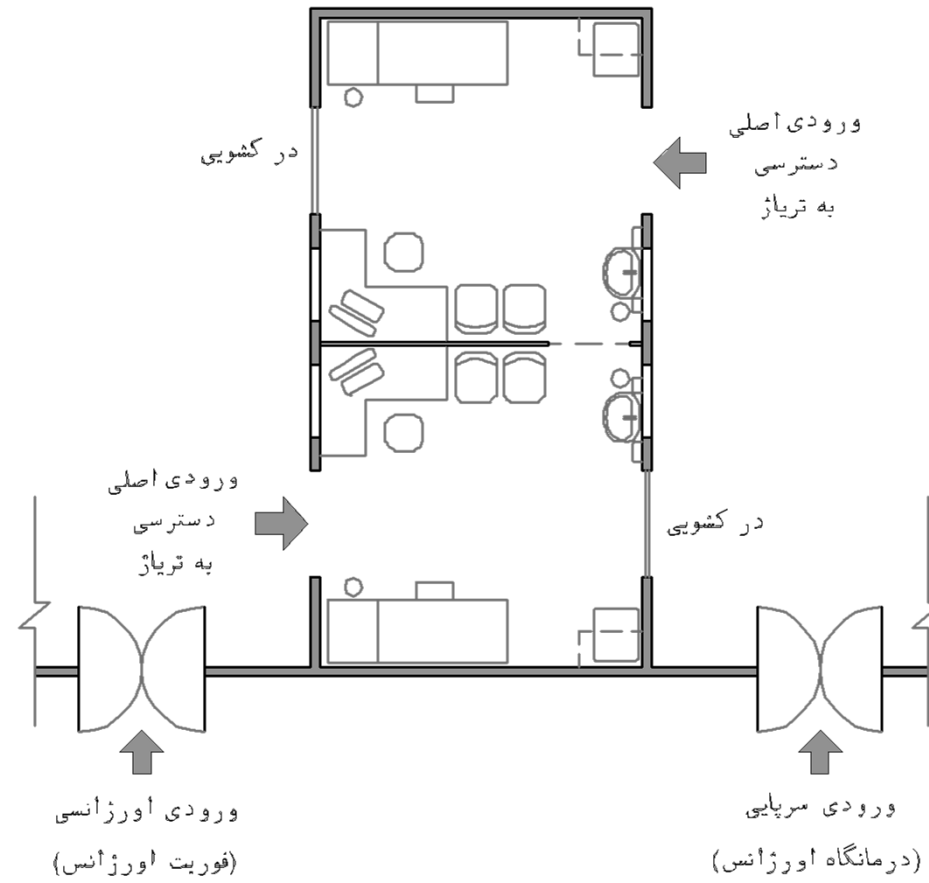 ورودی اصلی
دسترسی
به تریاژ
در کشویی
ورودی اصلی
دسترسی
به تریاژ
در کشویی
ورودی سرپایی
(درمانگاه اورژانس)
ورودی اورژانسی
(فوریت اورژانس)